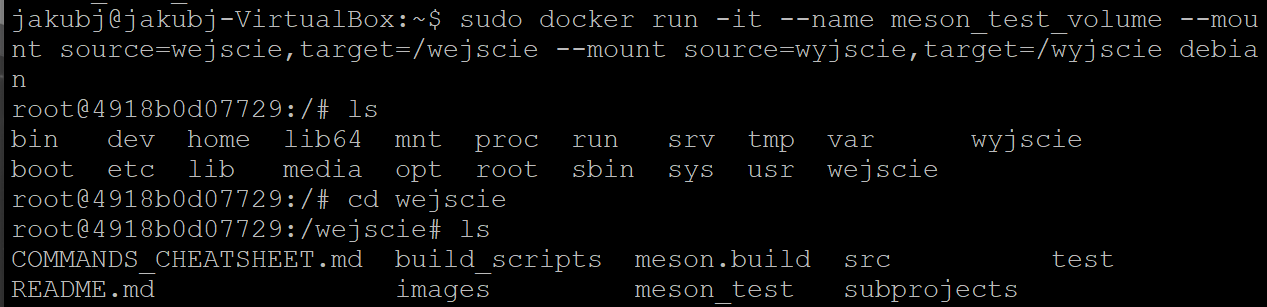 jakubj@jakubj-VirtualBox:~$ sudo docker run -it --name meson_test_volume --mou
nt source=wejscie,target=/wejscie --mount source=wyjscie,target=/wyjscie debia
n
root@4918b0d07729:/# ls
bin   dev  home  lib64  mnt  proc  run   srv  tmp  var      wyjscie
boot  etc  lib   media  opt  root  sbin  sys  usr  wejscie
root@4918b0d07729:/# cd wejscie
root@4918b0d07729:/wejscie# ls
COMMANDS_CHEATSHEET.md  build_scripts  meson.build  src          test
README.md               images         meson_test   subprojects